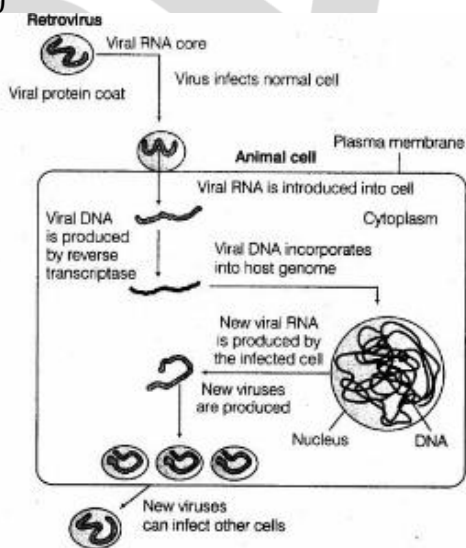 Retrovirus
Viral RNA core
Viral protein coat
Virus infects normal cell
Plasma membrane
Animal cell
Viral RNA is introduced into cell
Cytoplasm
Viral DNA
is produced
by reverse
transcriptase
Viral DNA incorporates
into host genome
New viral RNA
is produced by
the infected cell
New viruses
are produced
Nucleus
DNA
New viruses
can infect other cells